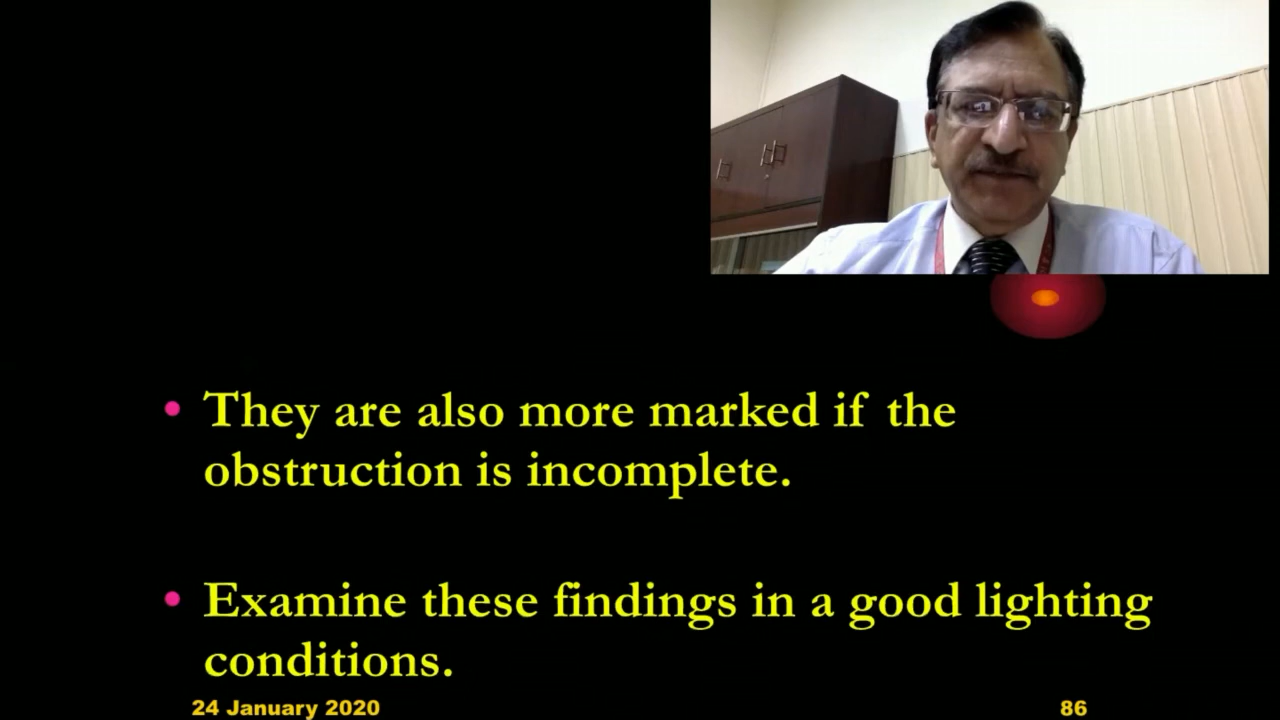 They are also more marked if the
obstruction is incomplete.
Examine these findings in a good lighting
conditions.
24 January 2020
86